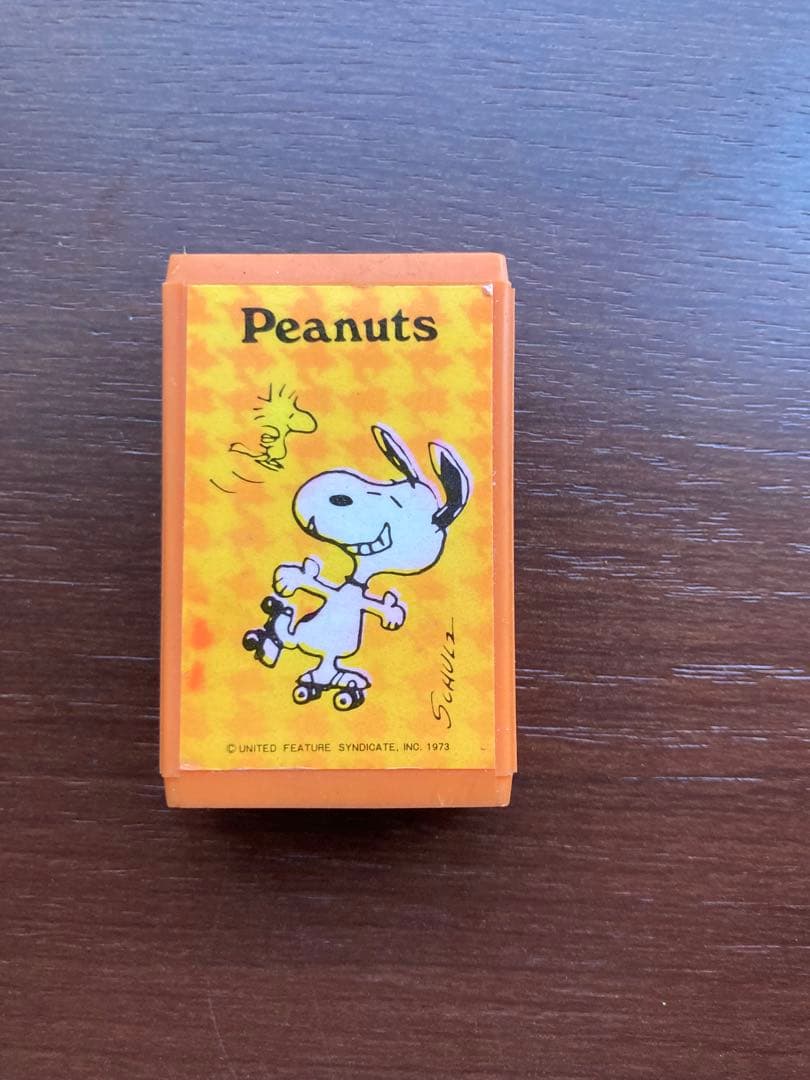 Peanuts
SCHULZ
© UNITED FEATURE SYNDICATE, INC. 1973